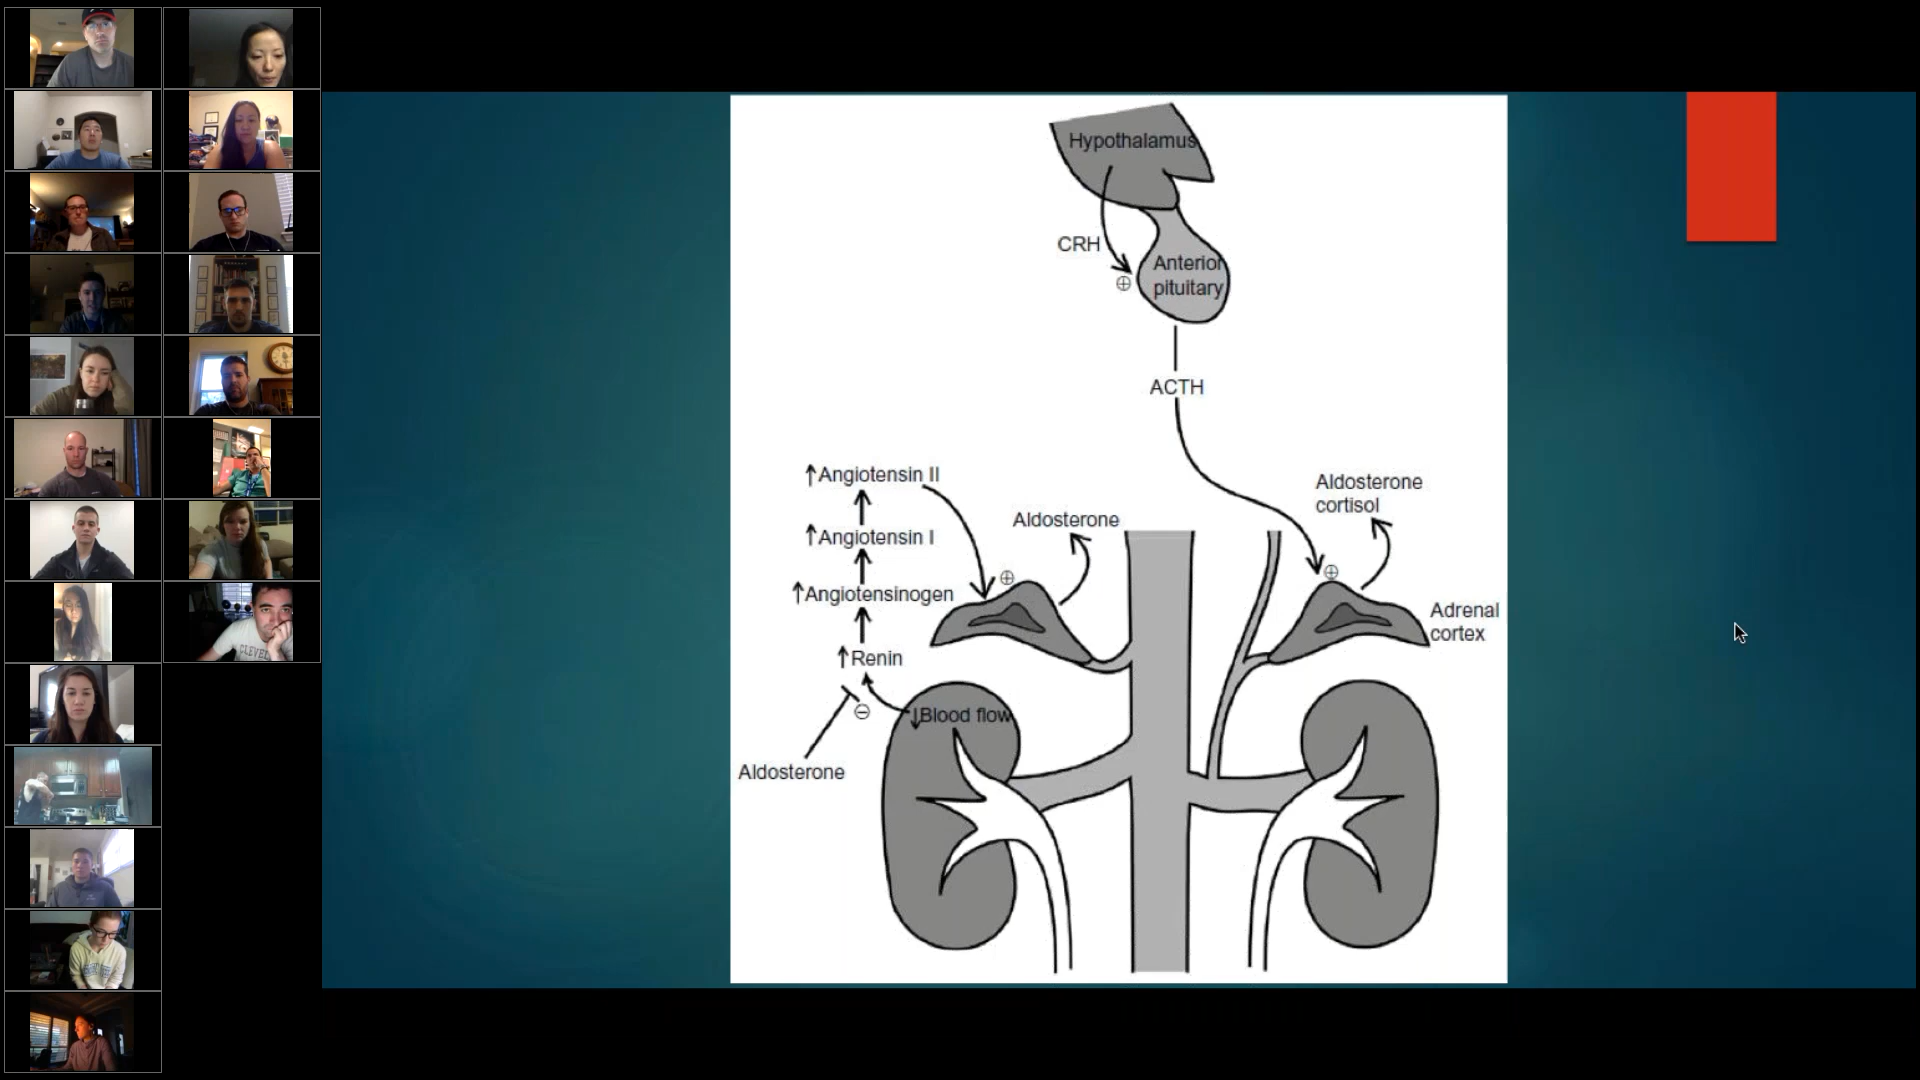 Hypothalamus
CRH
⊕
Anterior
pituitary
ACTH
↑Angiotensin II
↑Angiotensin I
↑Angiotensinogen
↑Renin
⊖
↓Blood flow
Aldosterone
Aldosterone
⊕
Aldosterone
cortisol
⊕
Adrenal
cortex